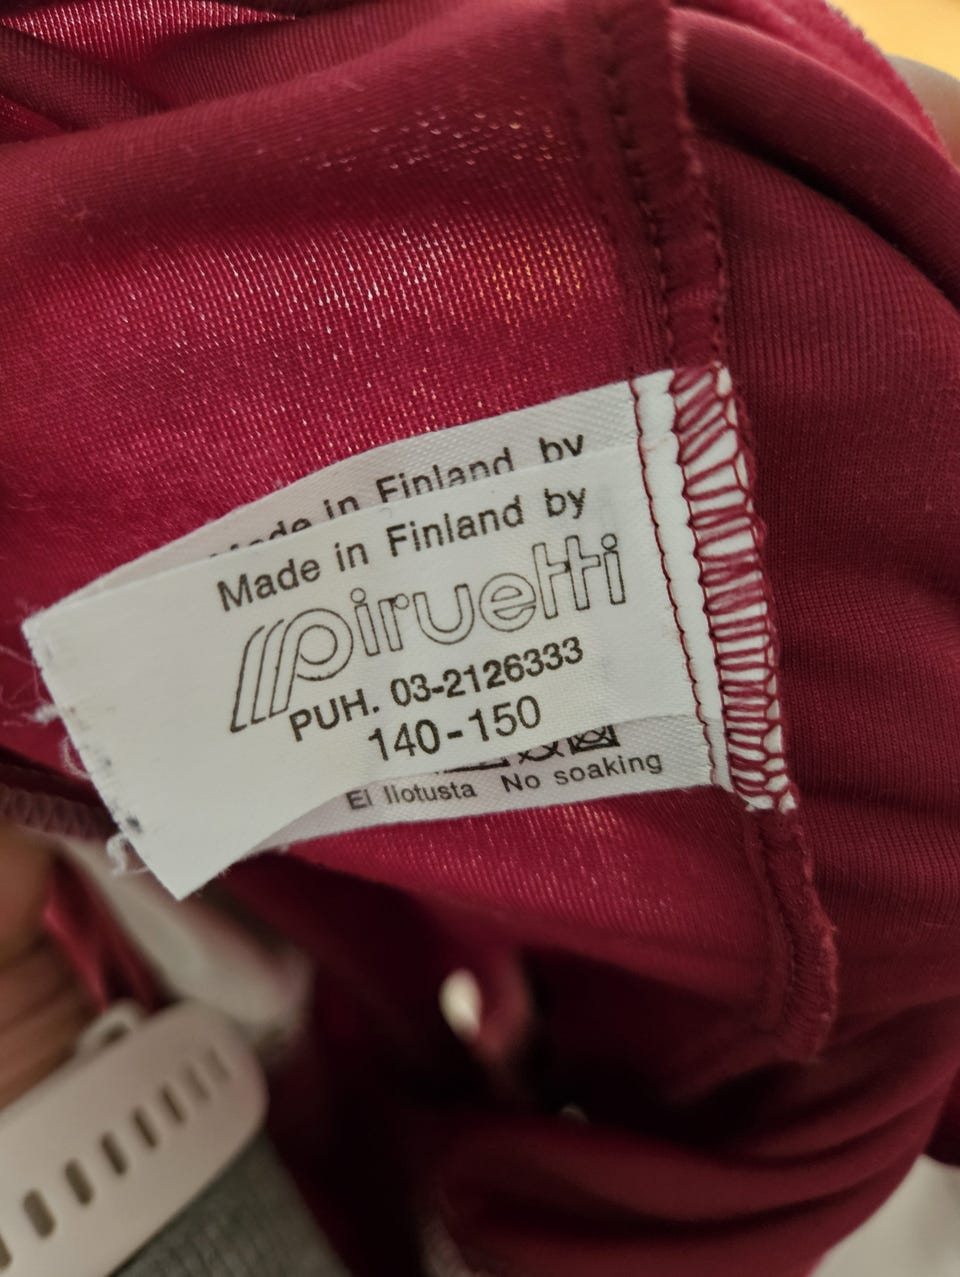 Made in Finland by
Made in Finland by
Piruetti
PUH. 03-2126333
140-150
Ei liotusta No soaking